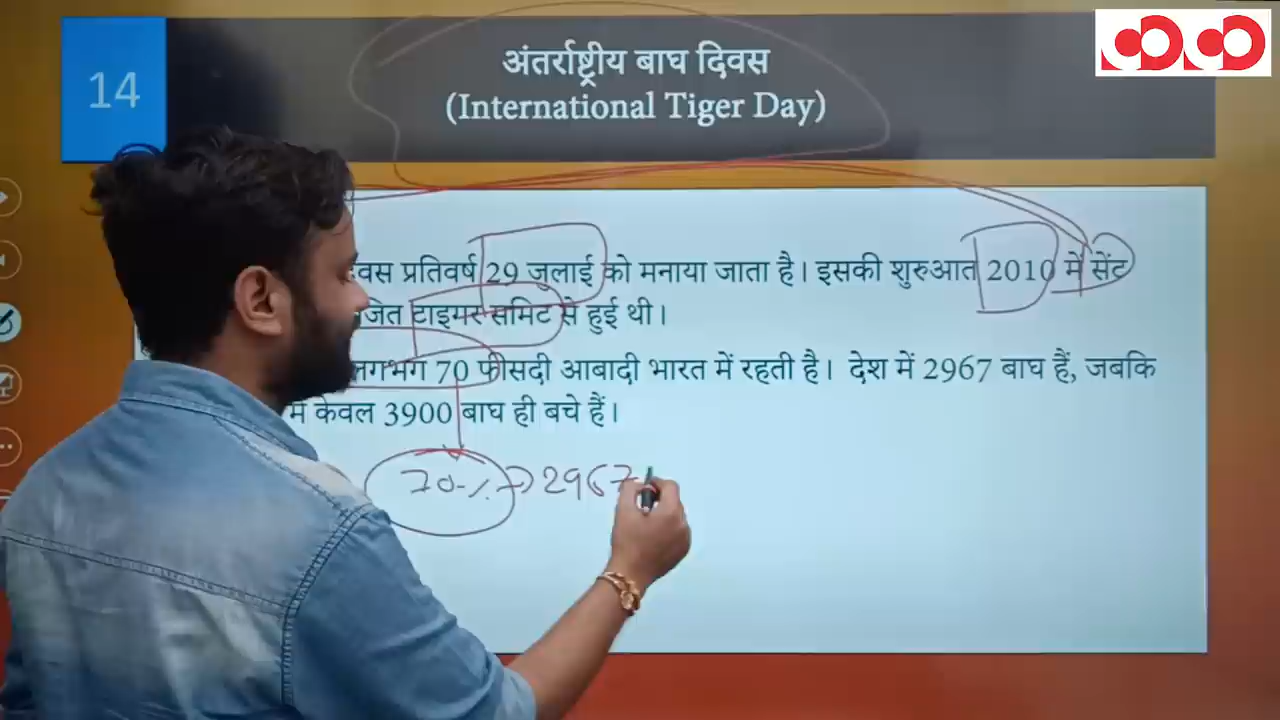 14
अंतर्राष्ट्रीय बाघ दिवस
(International Tiger Day)
प्रतिवर्ष 29 जुलाई को मनाया जाता है। इसकी शुरुआत 2010 में सेंट
टाइगर समिट से हुई थी।
लगभग 70 फीसदी आबादी भारत में रहती है। देश में 2967 बाघ हैं, जबकि
केवल 3900 बाघ ही बचे हैं।
70% → 2967